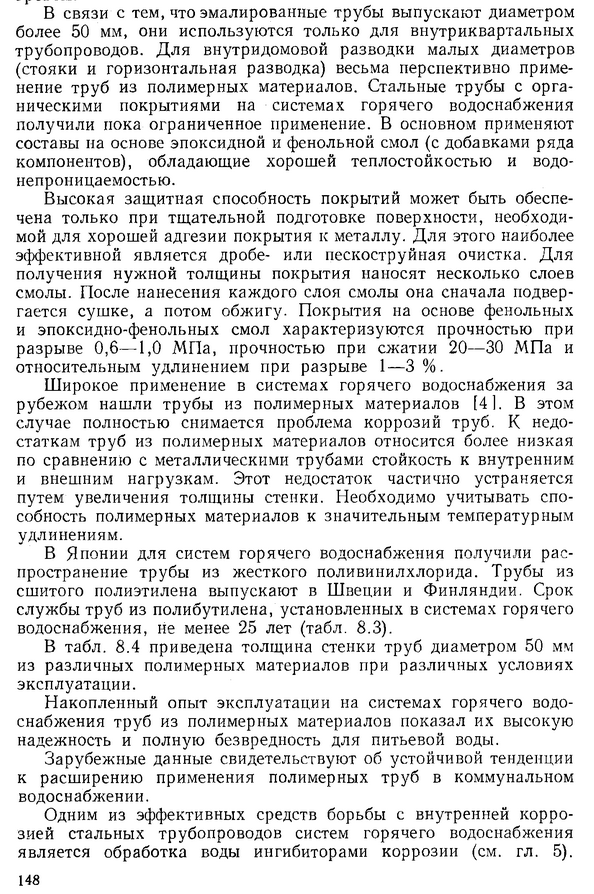 В связи с тем, что эмалированные трубы выпускают диаметром
более 50 мм, они используются только для внутриквартальных
трубопроводов. Для внутридомовой разводки малых диаметров
(стояки и горизонтальная разводка) весьма перспективно приме-
нение труб из полимерных материалов. Стальные трубы с орга-
ническими покрытиями на системах горячего водоснабжения
получили пока ограниченное применение. В основном применяют
составы на основе эпоксидной и фенольной смол (с добавками ряда
компонентов), обладающие хорошей теплостойкостью и водо-
непроницаемостью.
Высокая защитная способность покрытий может быть обеспе-
чена только при тщательной подготовке поверхности, необходи-
мой для хорошей адгезии покрытия к металлу. Для этого наиболее
эффективной является дробе- или пескоструйная очистка. Для
получения нужной толщины покрытия наносят несколько слоев
смолы. После нанесения каждого слоя смолы она сначала подвер-
гается сушке, а потом обжигу. Покрытия на основе фенольных
и эпоксидно-фенольных смол характеризуются прочностью при
разрыве 0,6—1,0 МПа, прочностью при сжатии 20—30 МПа и
относительным удлинением при разрыве 1—3 %.
Широкое применение в системах горячего водоснабжения за
рубежом нашли трубы из полимерных материалов [4]. В этом
случае полностью снимается проблема коррозий труб. К недо-
статкам труб из полимерных материалов относится более низкая
по сравнению с металлическими трубами стойкость к внутренним
и внешним нагрузкам. Этот недостаток частично устраняется
путем увеличения толщины стенки. Необходимо учитывать спо-
собность полимерных материалов к значительным температурным
удлинениям.
В Японии для систем горячего водоснабжения получили рас-
пространение трубы из жесткого поливинилхлорида. Трубы из
сшитого полиэтилена выпускают в Швеции и Финляндии. Срок
службы труб из полибутилена, установленных в системах горячего
водоснабжения, не менее 25 лет (табл. 8.3).
В табл. 8.4 приведена толщина стенки труб диаметром 50 мм
из различных полимерных материалов при различных условиях
эксплуатации.
Накопленный опыт эксплуатации на системах горячего водо-
снабжения труб из полимерных материалов показал их высокую
надежность и полную безвредность для питьевой воды.
Зарубежные данные свидетельствуют об устойчивой тенденции
к расширению применения полимерных труб в коммунальном
водоснабжении.
Одним из эффективных средств борьбы с внутренней корро-
зией стальных трубопроводов систем горячего водоснабжения
является обработка воды ингибиторами коррозии (см. гл. 5).
148